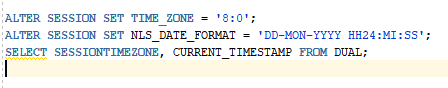 ALTER SESSION SET TIME_ZONE = '8:0';
ALTER SESSION SET NLS_DATE_FORMAT = 'DD-MON-YYYY HH24:MI:SS';
SELECT SESSIONTIMEZONE, CURRENT_TIMESTAMP FROM DUAL;